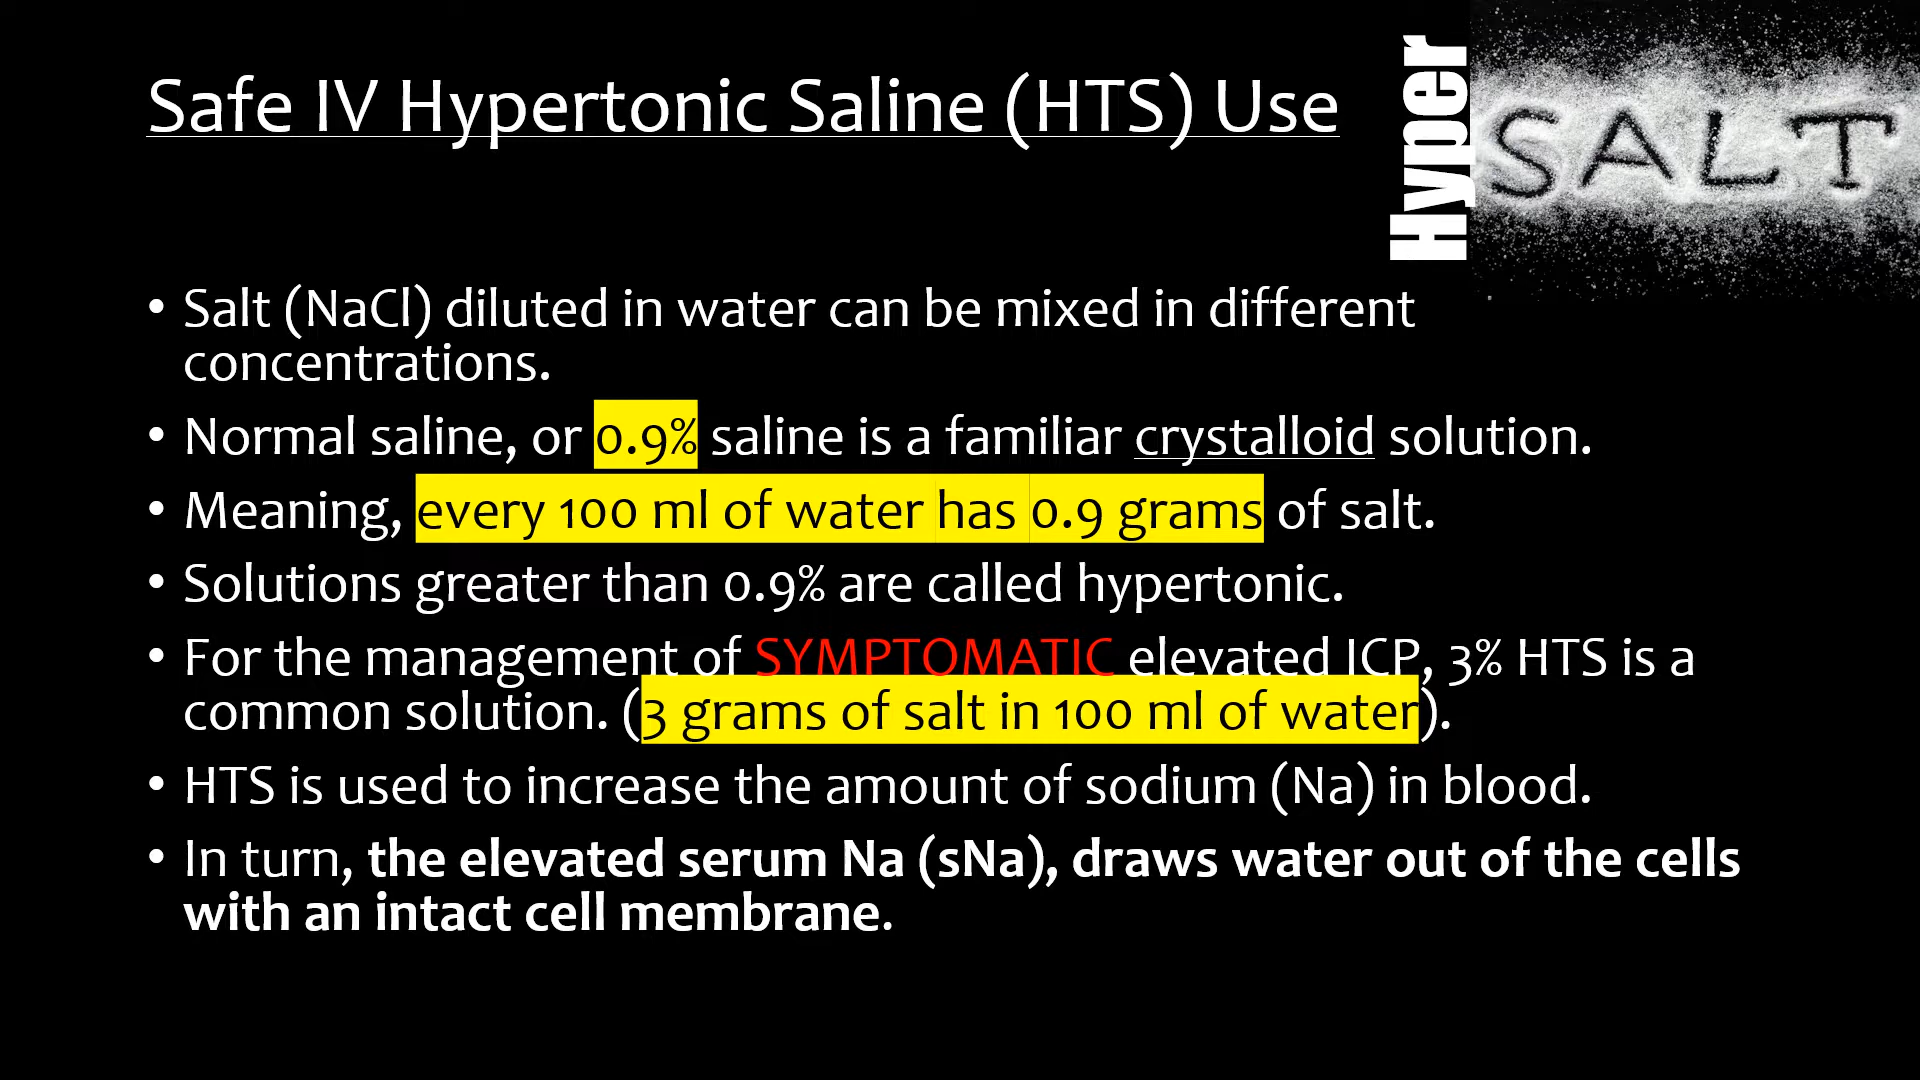 Safe IV Hypertonic Saline (HTS) Use
Hyper
SALT
• Salt (NaCl) diluted in water can be mixed in different
concentrations.
• Normal saline, or 0.9% saline is a familiar crystalloid solution.
• Meaning, every 100 ml of water has 0.9 grams of salt.
• Solutions greater than 0.9% are called hypertonic.
• For the management of SYMPTOMATIC elevated ICP, 3% HTS is a
common solution. (3 grams of salt in 100 ml of water).
• HTS is used to increase the amount of sodium (Na) in blood.
• In turn, the elevated serum Na (sNa), draws water out of the cells
with an intact cell membrane.